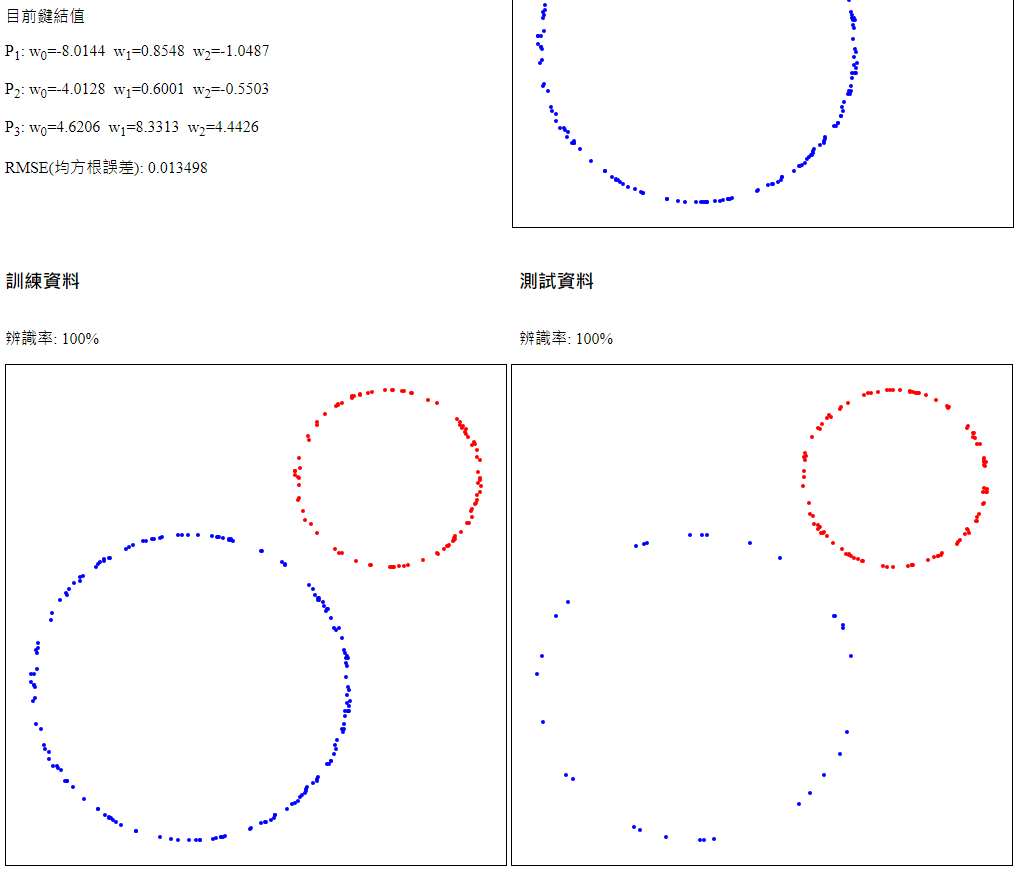 目前鍵結值
P1: w0=-8.0144 w1=0.8548 w2=-1.0487
P2: w0=-4.0128 w1=0.6001 w2=-0.5503
P3: w0=4.6206 w1=8.3313 w2=4.4426
RMSE(均方根誤差): 0.013498
訓練資料
辨識率: 100%
測試資料
辨識率: 100%